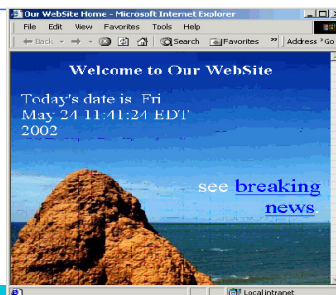 Our WebSite Home - Microsoft Internet Explorer
File Edit View Favorites Tools Help
Back Search Favorites » Address Go
Welcome to Our WebSite
Today's date is Fri
May 24 11:41:24 EDT
2002
see breaking
news.
Local intranet